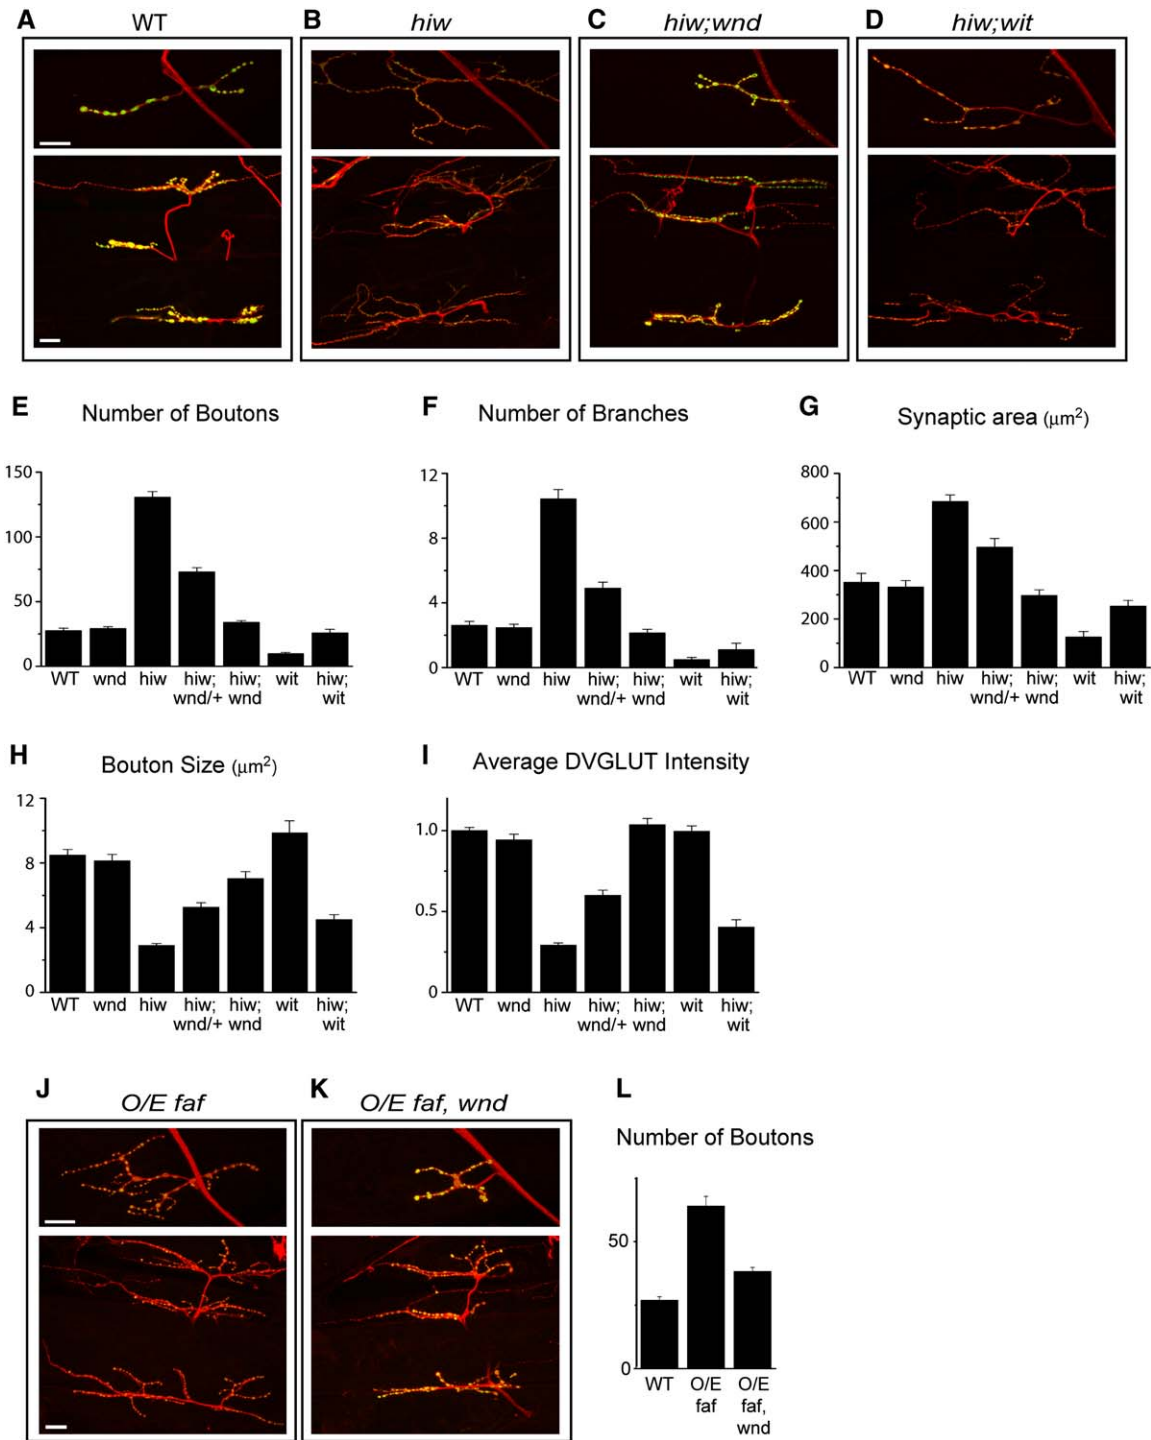 A WT
B hiw
C hiw;wnd
D hiw;wit
E Number of Boutons
150
100
50
0
WT wnd hiw hiw; hiw; wit hiw;
wnd/+ wnd wit
F Number of Branches
12
8
4
0
WT wnd hiw hiw; hiw; wit hiw;
wnd/+ wnd wit
G Synaptic area (μm²)
800
600
400
200
0
WT wnd hiw hiw; hiw; wit hiw;
wnd/+ wnd wit
H Bouton Size (μm²)
12
8
4
0
WT wnd hiw hiw; hiw; wit hiw;
wnd/+ wnd wit
I Average DVGLUT Intensity
1.0
0.5
0
WT wnd hiw hiw; hiw; wit hiw;
wnd/+ wnd wit
J O/E faf
K O/E faf, wnd
L
Number of Boutons
50
0
WT O/E O/E
faf faf,
wnd